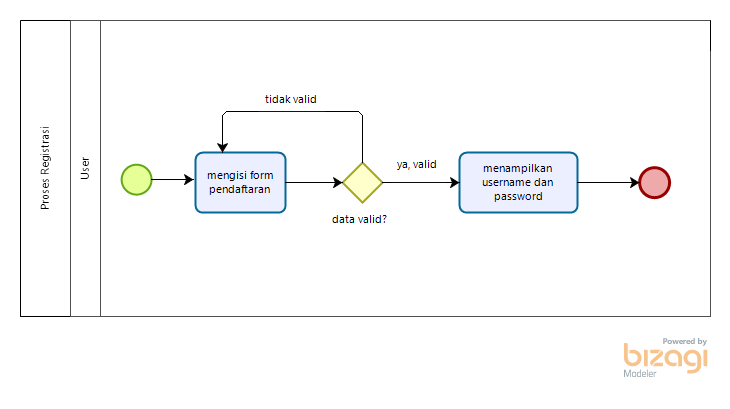 Proses Registrasi
User
tidak valid
mengisi form
pendaftaran
data valid?
ya, valid
menampilkan
username dan
password
Powered by
bizagi
Modeler